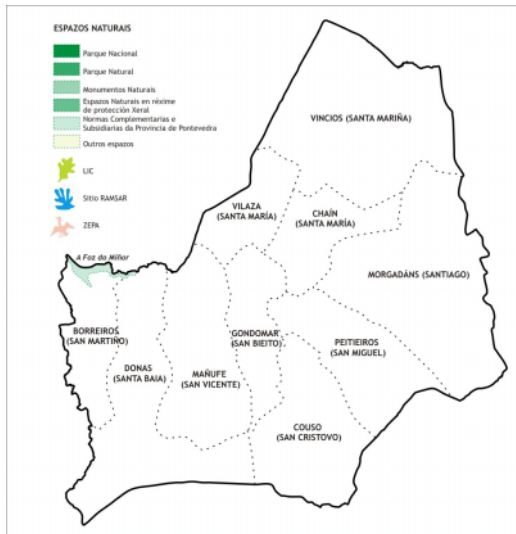 ESPAZOS NATURAIS
Parque Nacional
Parque Natural
Monumentos Naturais
Espazos Naturais en réxime
de protección Xeral
Normas Complementarias e
Subsidiarias da Provincia de Pontevedra
Outros espazos
LIC
Sitio RAMSAR
ZEPA
VINCIOS (SANTA MARIÑA)
VILAZA
(SANTA MARÍA)
CHAÍN
(SANTA MARÍA)
A Foz do Miñor
MORGADÁNS (SANTIAGO)
BORREIROS
(SAN MARTIÑO)
GONDOMAR
(SAN BIEITO)
PEITIEIROS
(SAN MIGUEL)
DONAS
(SANTA BAIA)
MAÑUFE
(SAN VICENTE)
COUSO
(SAN CRISTOVO)